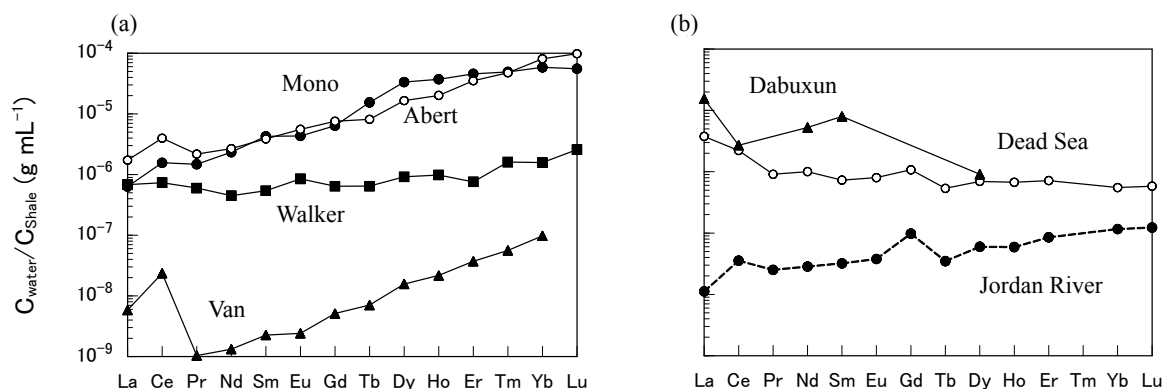 (a)
10⁻⁴
10⁻⁵
10⁻⁶
10⁻⁷
10⁻⁸
10⁻⁹
C_water/C_Shale (g mL⁻¹)
Mono
Abert
Walker
Van
La Ce Pr Nd Sm Eu Gd Tb Dy Ho Er Tm Yb Lu
(b)
Dabuxun
Dead Sea
Jordan River
La Ce Pr Nd Sm Eu Gd Tb Dy Ho Er Tm Yb Lu